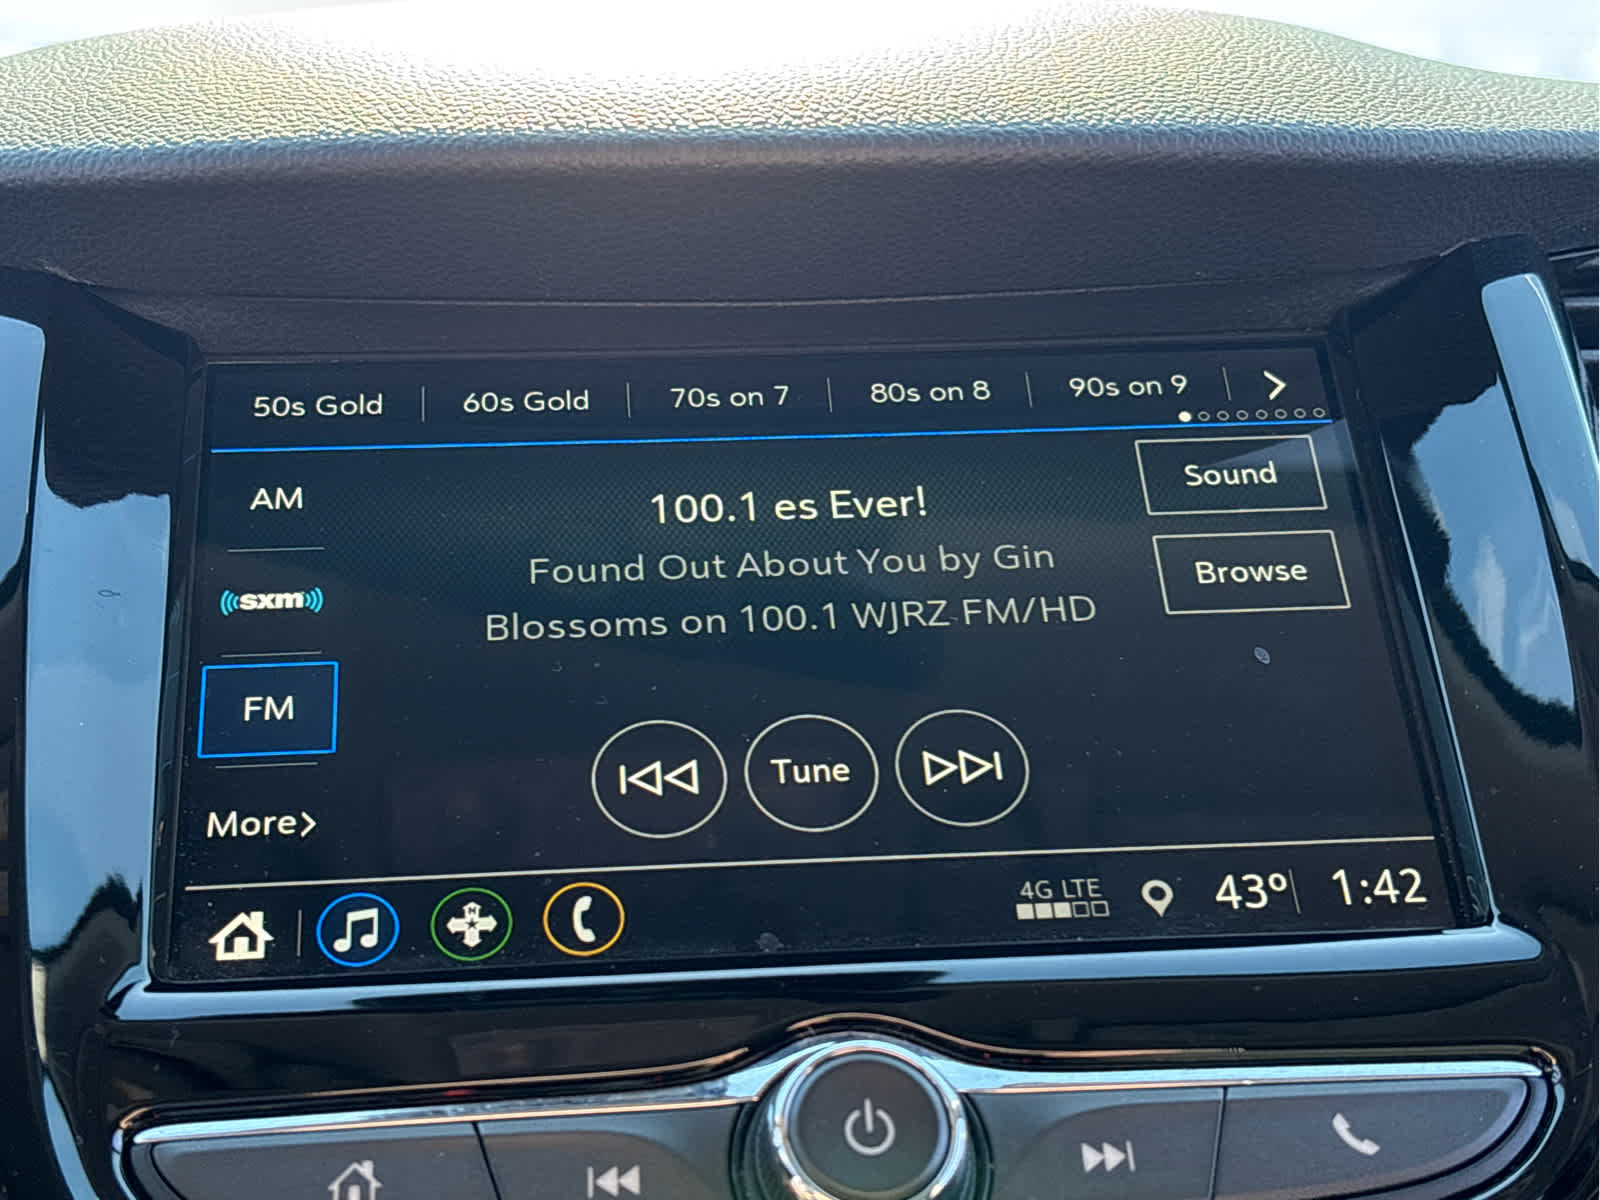 50s Gold
60s Gold
70s on 7
80s on 8
90s on 9
AM
sxm
FM
More>
100.1 es Ever!
Found Out About You by Gin
Blossoms on 100.1 WJRZ FM/HD
Sound
Browse
Tune
N
4G LTE
43°
1:42